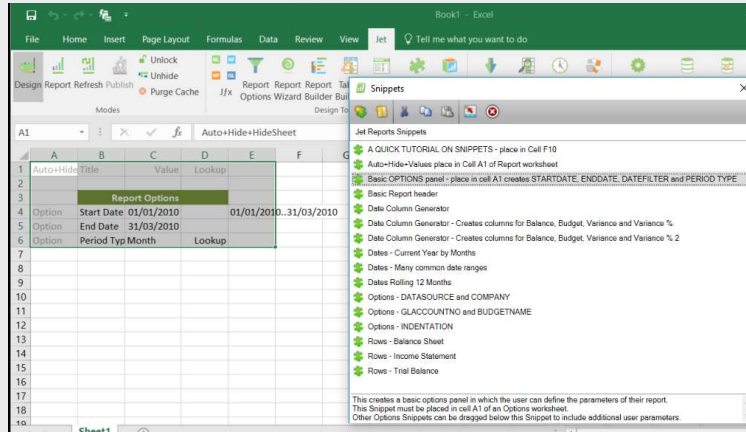 Book1 - Excel
File Home Insert Page Layout Formulas Data Review View Jet Tell me what you want to do
Unlock
Unhide
Purge Cache
Design Report Refresh Publish
Jfx
Report Options
Report Wizard
Report Builder
Modes
Design To
A1
fx
Auto+Hide+HideSheet
A B C D E F G
1 Auto+Hide Title Value Lookup
2
3 Report Options
4 Option Start Date 01/01/2010 01/01/2010..31/03/2010
5 Option End Date 31/03/2010
6 Option Period Typ Month Lookup
7
8
9
10
11
12
13
14
15
16
17
18
19
Sheet1
Snippets
Jet Reports Snippets
A QUICK TUTORIAL ON SNIPPETS - place in Cell F10
Auto+Hide+Values place in Cell A1 of Report worksheet
Basic OPTIONS panel - place in cell A1 creates STARTDATE, ENDDATE, DATEFILTER and PERIOD TYPE
Basic Report header
Date Column Generator
Date Column Generator - Creates columns for Balance, Budget, Variance and Variance %
Date Column Generator - Creates columns for Balance, Budget, Variance and Variance % 2
Dates - Current Year by Months
Dates - Many common date ranges
Dates Rolling 12 Months
Options - DATASOURCE and COMPANY
Options - GLACCOUNTNO and BUDGETNAME
Options - INDENTATION
Rows - Balance Sheet
Rows - Income Statement
Rows - Trial Balance
This creates a basic options panel in which the user can define the parameters of their report.
This Snippet must be placed in cell A1 of an Options worksheet.
Other Options Snippets can be dragged below this Snippet to include additional user parameters.